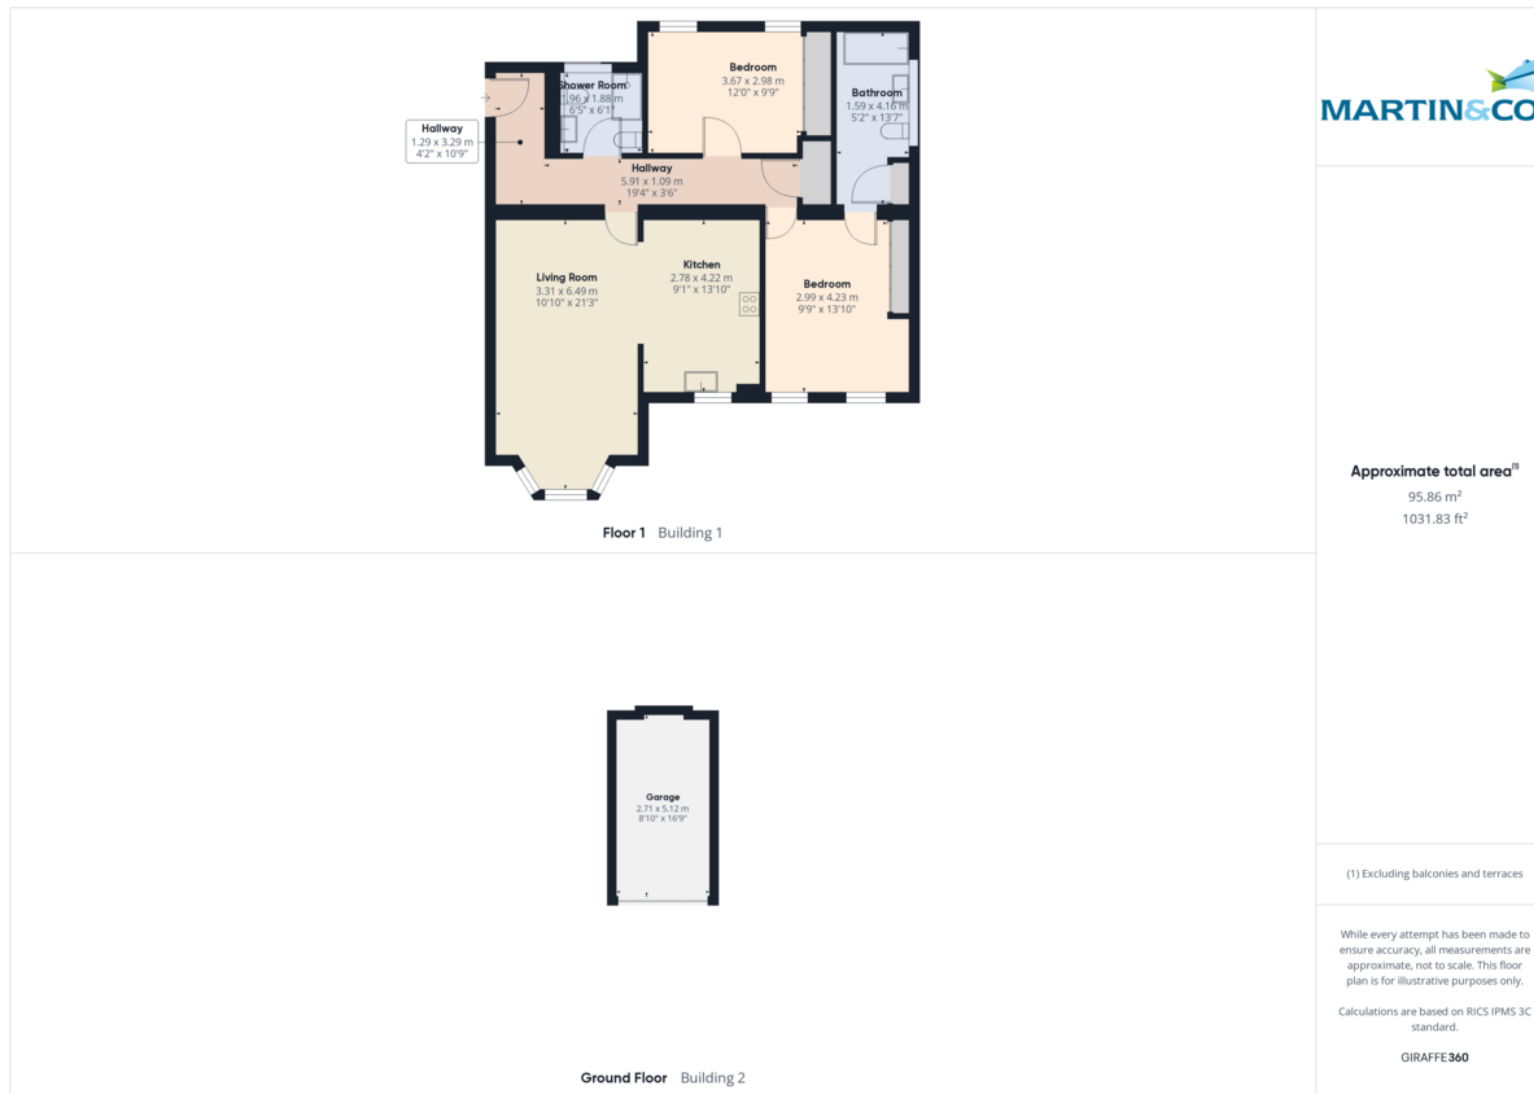 Shower Room
1.96 x 1.88 m
6'5" x 6'1"
Bedroom
3.67 x 2.98 m
12'0" x 9'9"
Bathroom
1.59 x 4.16 m
5'2" x 13'7"
Hallway
1.29 x 3.29 m
4'2" x 10'9"
Hallway
5.91 x 1.09 m
19'4" x 3'6"
Living Room
3.31 x 6.49 m
10'10" x 21'3"
Kitchen
2.78 x 4.22 m
9'1" x 13'10"
Bedroom
2.99 x 4.23 m
9'9" x 13'10"
Floor 1 Building 1
Garage
2.71 x 5.12 m
8'10" x 16'9"
Ground Floor Building 2
MARTIN&CO
Approximate total area(1)
95.86 m²
1031.83 ft²
(1) Excluding balconies and terraces
While every attempt has been made to
ensure accuracy, all measurements are
approximate, not to scale. This floor
plan is for illustrative purposes only.
Calculations are based on RICS IPMS 3C
standard.
GIRAFFE360